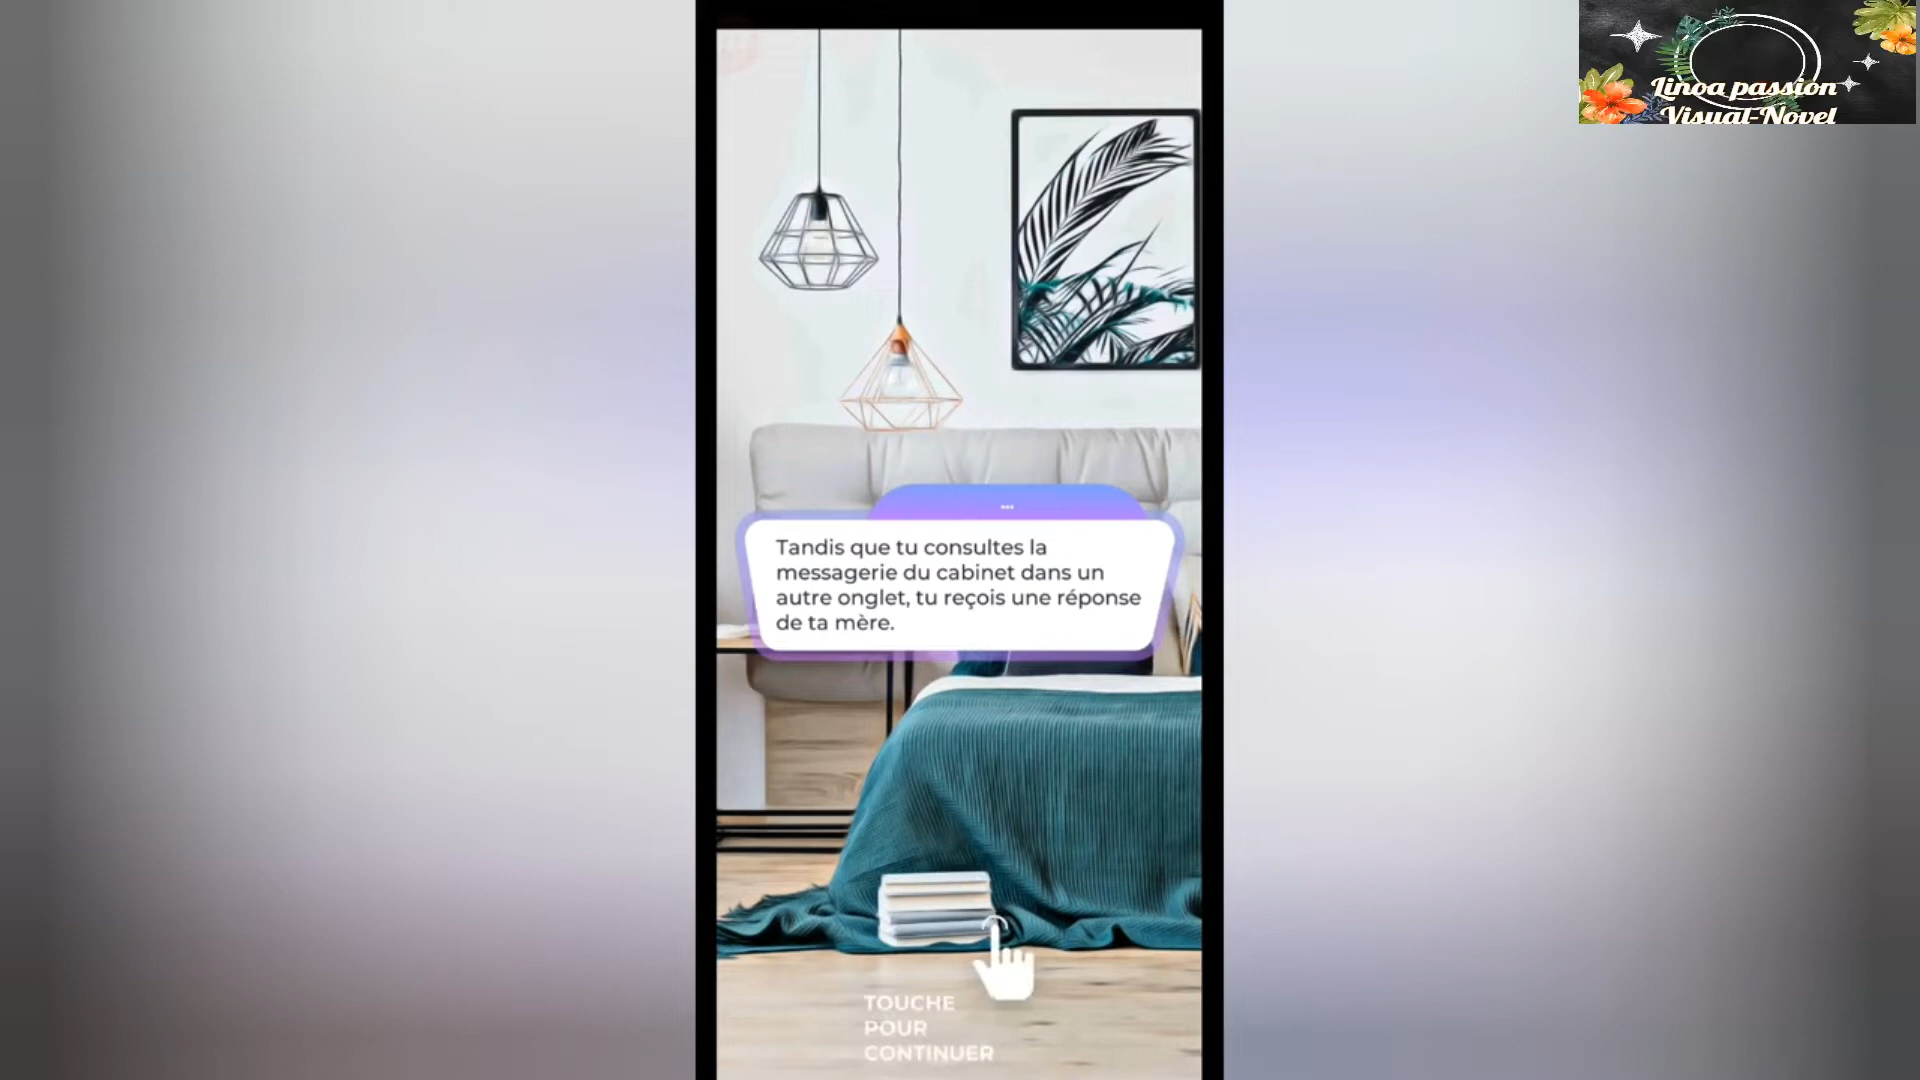 Linoa passion
Visual-Novel
...
Tandis que tu consultes la
messagerie du cabinet dans un
autre onglet, tu reçois une réponse
de ta mère.
TOUCHE
POUR
CONTINUER